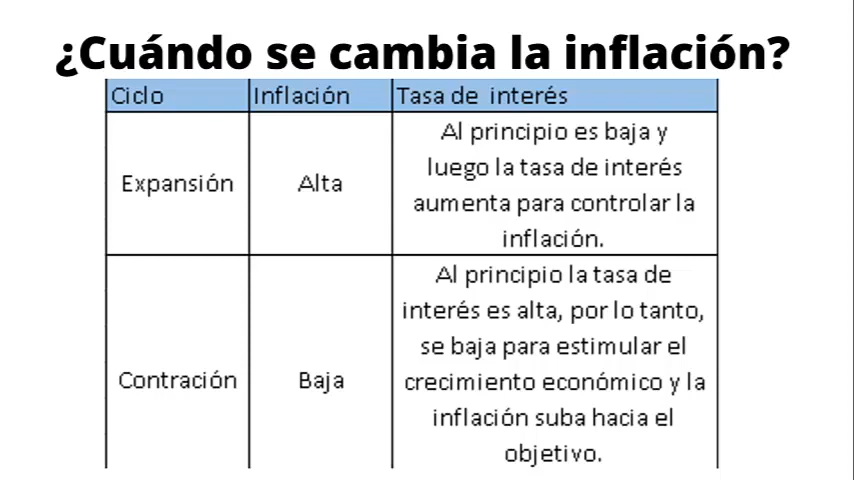 ¿Cuándo se cambia la inflación?
Ciclo Inflación Tasa de interés
Al principio es baja y
luego la tasa de interés
Expansión Alta
aumenta para controlar la
inflación.
Al principio la tasa de
interés es alta, por lo tanto,
se baja para estimular el
Contración Baja crecimiento económico y la
inflación suba hacia el
objetivo.